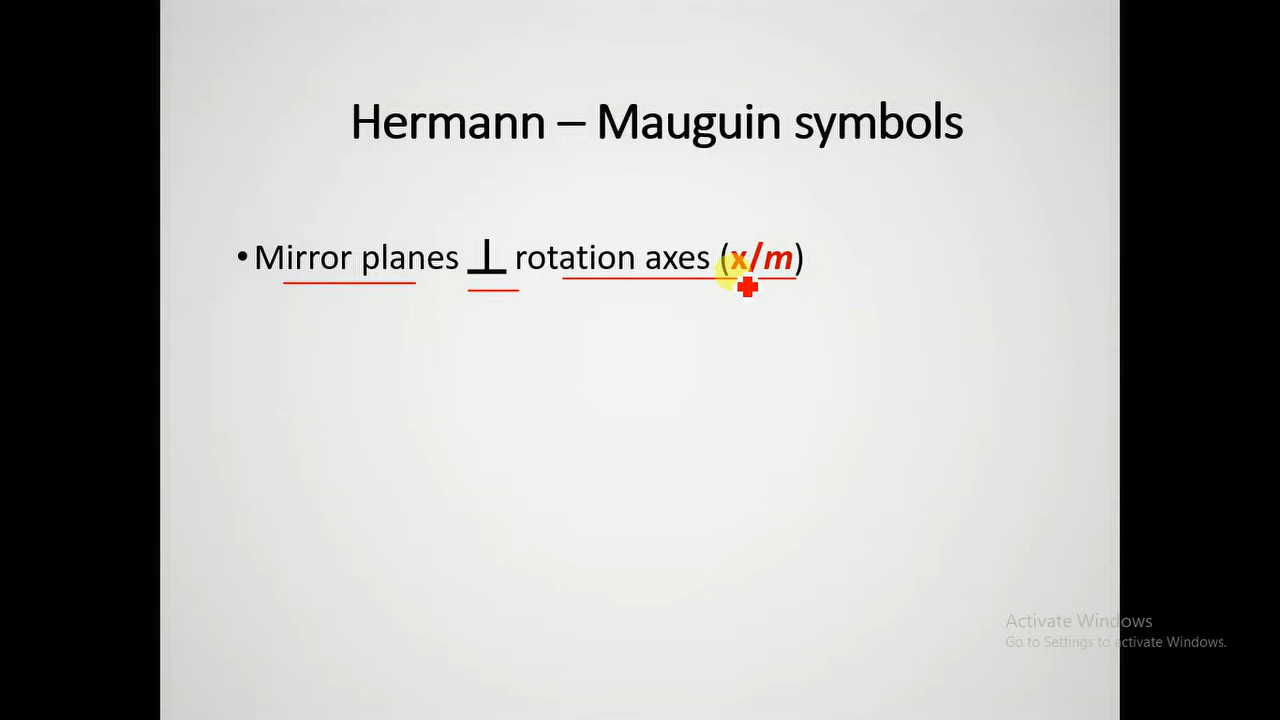 Hermann – Mauguin symbols
• Mirror planes ⊥ rotation axes (x/m)
Activate Windows
Go to Settings to activate Windows.